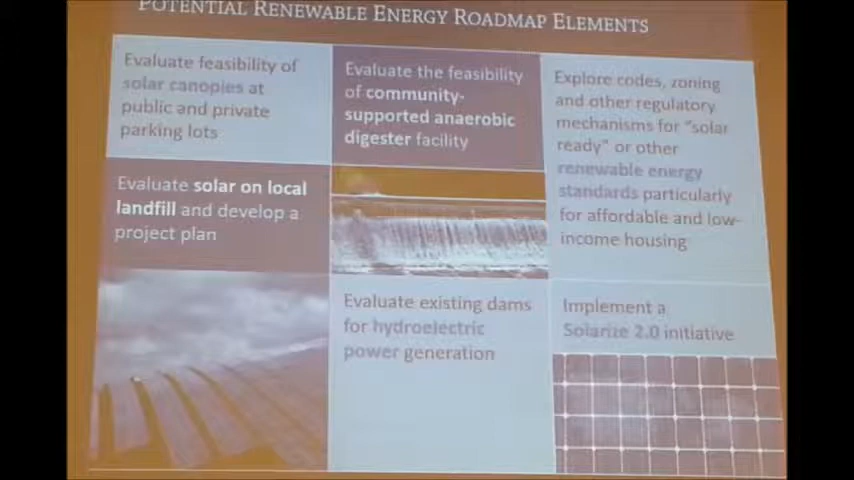 POTENTIAL RENEWABLE ENERGY ROADMAP ELEMENTS
Evaluate feasibility of
solar canopies at
public and private
parking lots
Evaluate the feasibility
of community-
supported anaerobic
digester facility
Explore codes, zoning
and other regulatory
mechanisms for "solar
ready" or other
renewable energy
standards particularly
for affordable and low-
income housing
Evaluate solar on local
landfill and develop a
project plan
Evaluate existing dams
for hydroelectric
power generation
Implement a
Solarize 2.0 initiative